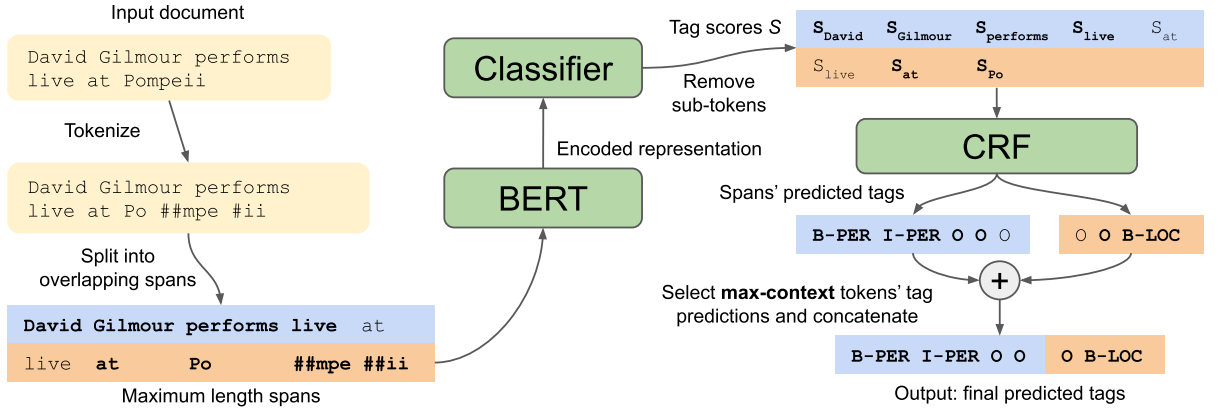 Input document
David Gilmour performs
live at Pompeii
Tokenize
David Gilmour performs
live at Po ##mpe #ii
Split into
overlapping spans
David Gilmour performs live at
live at Po ##mpe ##ii
Maximum length spans
BERT
Encoded representation
Classifier
Tag scores S
Remove
sub-tokens
S_David S_Gilmour S_performs S_live S_at
S_live S_at S_Po
CRF
Spans' predicted tags
B-PER I-PER O O O
O O B-LOC
+
Select max-context tokens' tag
predictions and concatenate
B-PER I-PER O O O B-LOC
Output: final predicted tags